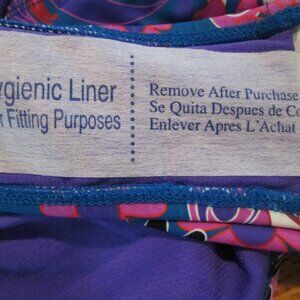 ygienic Liner
r Fitting Purposes
Remove After Purchase
Se Quita Despues de Co
Enlever Apres L'Achat